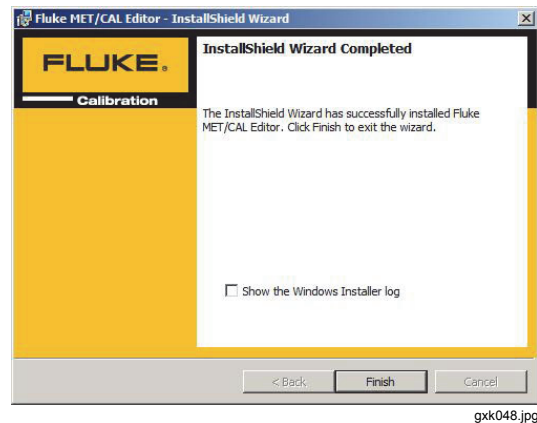 Fluke MET/CAL Editor - InstallShield Wizard
FLUKE®
Calibration
InstallShield Wizard Completed
The InstallShield Wizard has successfully installed Fluke
MET/CAL Editor. Click Finish to exit the wizard.
Show the Windows Installer log
< Back
Finish
Cancel
gxk048.jpg